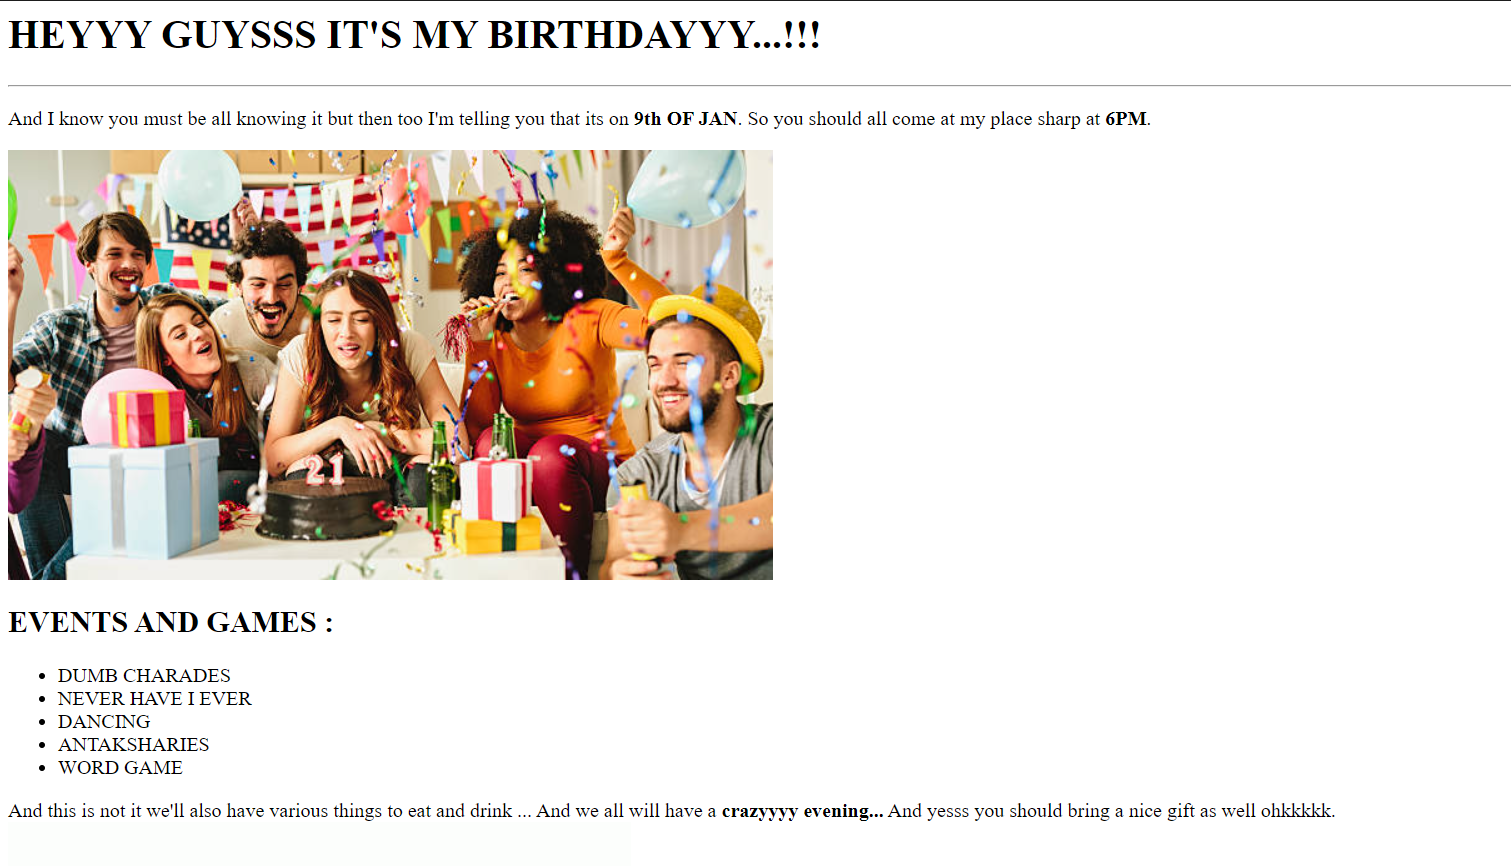 HEYYY GUYSSS IT'S MY BIRTHDAYYY...!!!
And I know you must be all knowing it but then too I'm telling you that its on 9th OF JAN. So you should all come at my place sharp at 6PM.
21
EVENTS AND GAMES :
DUMB CHARADES
NEVER HAVE I EVER
DANCING
ANTAKSHARIES
WORD GAME
And this is not it we'll also have various things to eat and drink ... And we all will have a crazyyyy evening... And yesss you should bring a nice gift as well ohkkkkk.